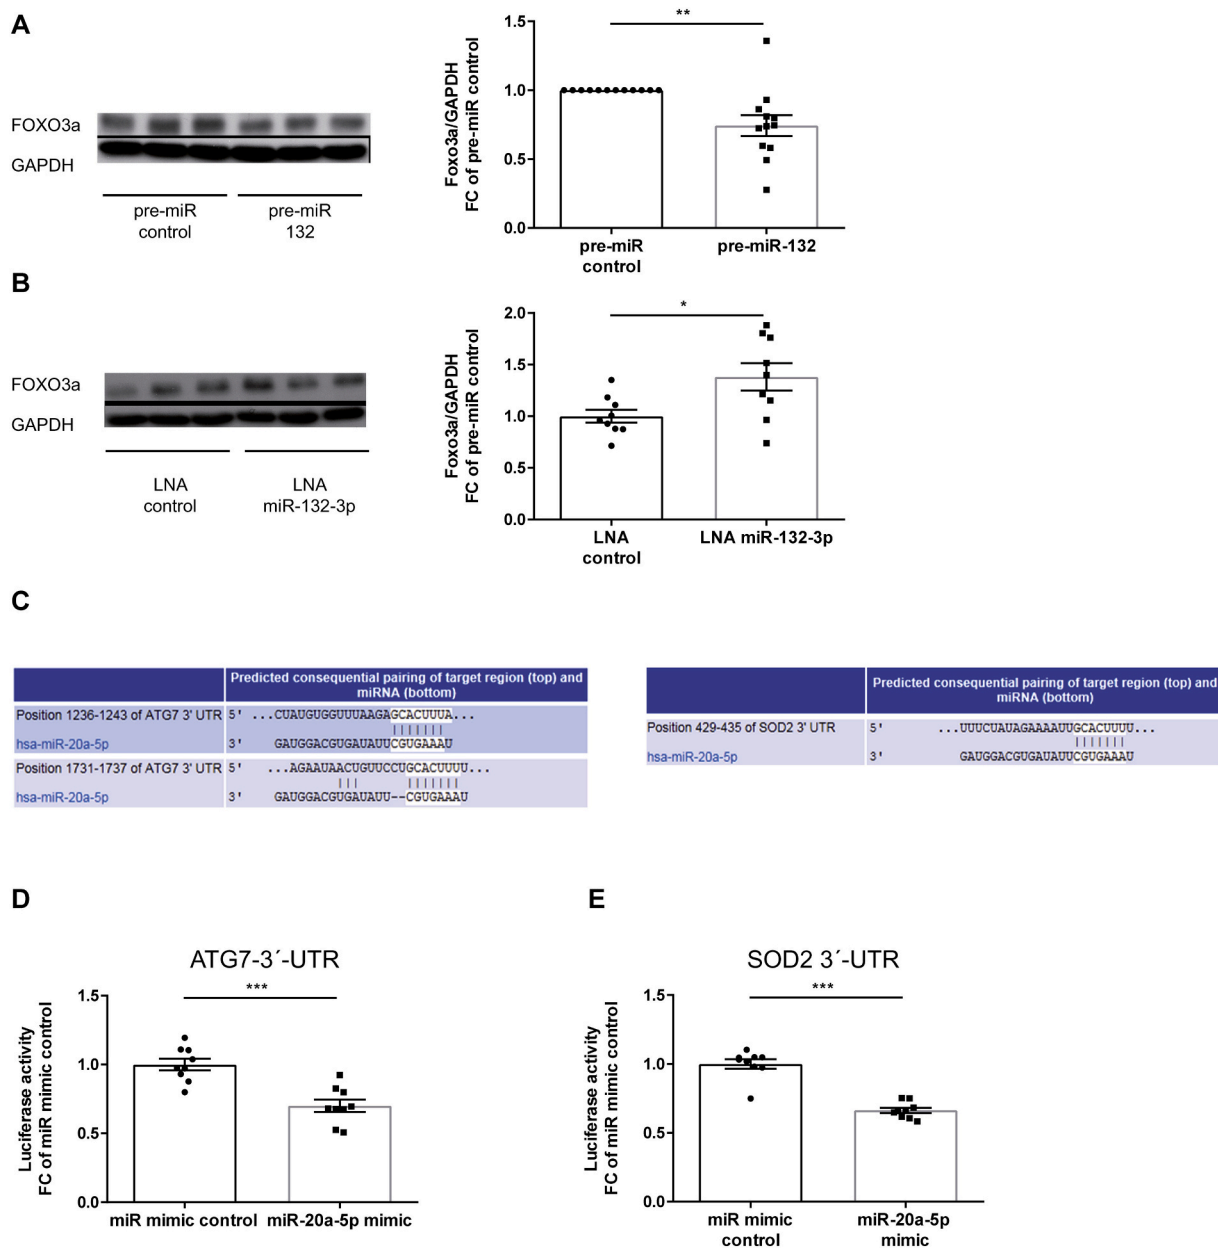 A
FOXO3a
GAPDH
pre-miR
control
pre-miR
132
Foxo3a/GAPDH
FC of pre-miR control
1.5
1.0
0.5
0.0
**
pre-miR
control
pre-miR-132
B
FOXO3a
GAPDH
LNA
control
LNA
miR-132-3p
Foxo3a/GAPDH
FC of pre-miR control
2.0
1.5
1.0
0.5
0.0
*
LNA
control
LNA miR-132-3p
C
Predicted consequential pairing of target region (top) and
miRNA (bottom)
Position 1236-1243 of ATG7 3' UTR 5' ...CUAUGUGGUUUAAGAGCACUUUA...
|||||||
hsa-miR-20a-5p 3' GAUGGACGUGAUAUUCGUGAAAU
Position 1731-1737 of ATG7 3' UTR 5' ...AGAAUAACUGUUCCUGCACUUUU...
||| |||||||
hsa-miR-20a-5p 3' GAUGGACGUGAUAUU--CGUGAAAU
Predicted consequential pairing of target region (top) and
miRNA (bottom)
Position 429-435 of SOD2 3' UTR 5' ...UUUCUAUAGAAAAUUGCACUUUU...
|||||||
hsa-miR-20a-5p 3' GAUGGACGUGAUAUUCGUGAAAU
D
ATG7-3´-UTR
Luciferase activity
FC of miR mimic control
1.5
1.0
0.5
0.0
***
miR mimic control
miR-20a-5p mimic
E
SOD2 3´-UTR
Luciferase activity
FC of miR mimic control
1.5
1.0
0.5
0.0
***
miR mimic
control
miR-20a-5p
mimic